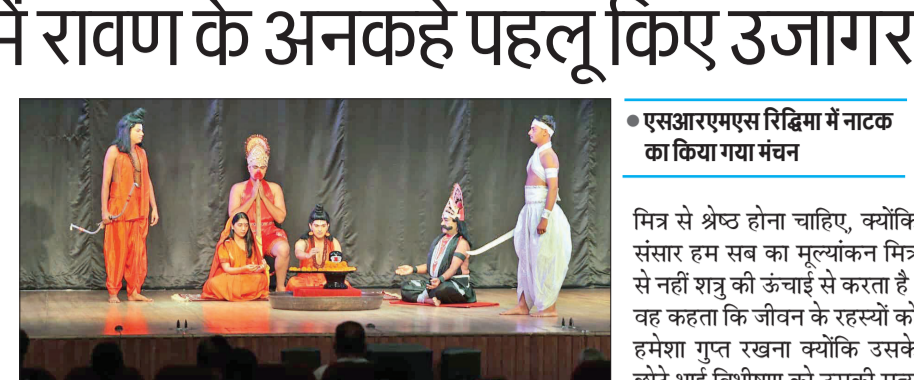 में रावण के अनकहे पहलू किए उजागर
एसआरएमएस रिद्धिमा में नाटक
का किया गया मंचन
मित्र से श्रेष्ठ होना चाहिए, क्योंकि
संसार हम सब का मूल्यांकन मित्र
से नहीं शत्रु की ऊंचाई से करता है
वह कहता कि जीवन के रहस्यों को
हमेशा गुप्त रखना क्योंकि उसके